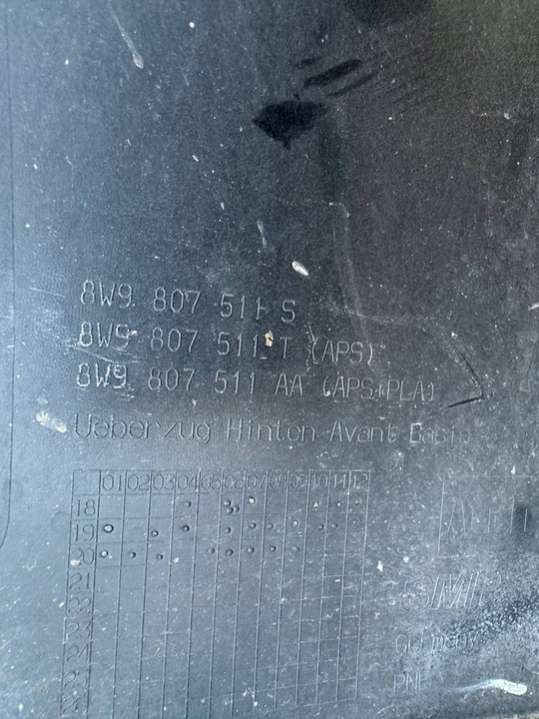 8W9 807 511 S
8W9 807 511 T (APS)
8W9 807 511 AA (APS+PLA)
Ueberzug Hinten Avant Basis
01 02 03 04 05 06 07 08 09 10 11 12
18
19
20
21
22
23
24